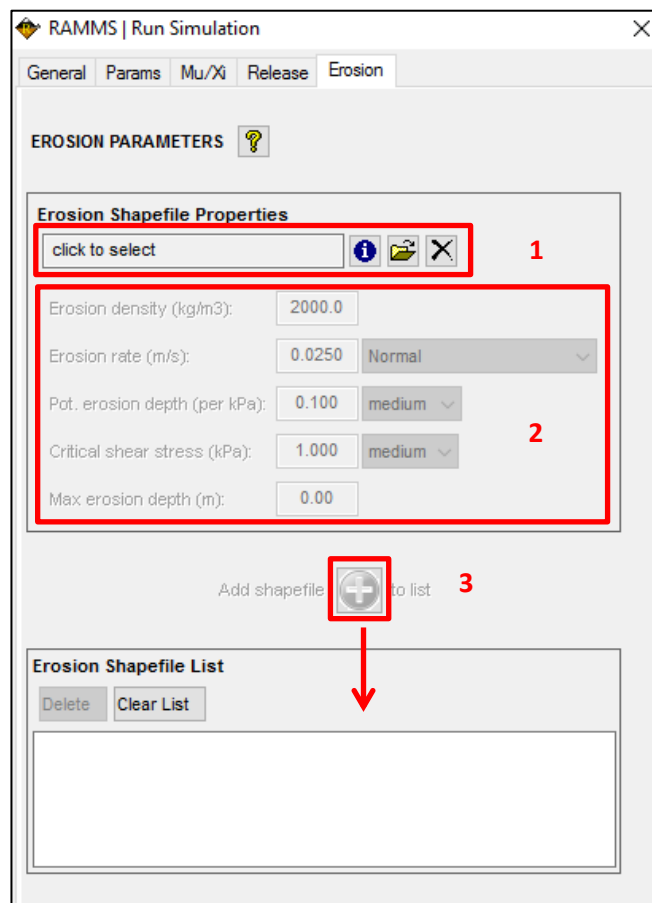 RAMMS | Run Simulation
General Params Mu/Xi Release Erosion
EROSION PARAMETERS
Erosion Shapefile Properties
click to select 1
Erosion density (kg/m3): 2000.0
Erosion rate (m/s): 0.0250 Normal
Pot. erosion depth (per kPa): 0.100 medium
2
Critical shear stress (kPa): 1.000 medium
Max erosion depth (m): 0.00
Add shapefile to list 3
Erosion Shapefile List
Delete Clear List